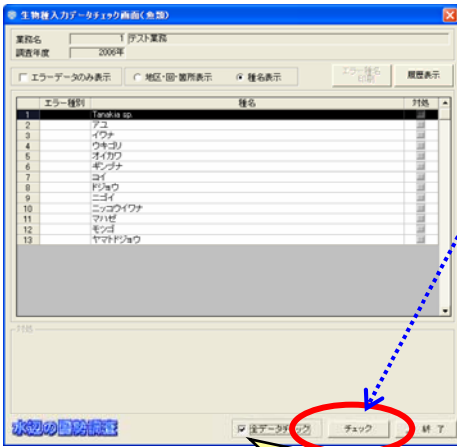 生物種入力データチェック画面(魚類)
業務名 1 テスト業務
調査年度 2006年
エラーデータのみ表示 地区・回・箇所表示 種名表示 エラー種名印刷 履歴表示
エラー種別 種名 対処
1 Tanakia sp.
2 アユ
3 イワナ
4 ウキゴリ
5 オイカワ
6 ギンブナ
7 コイ
8 ドジョウ
9 ニゴイ
10 ニッコウイワナ
11 マハゼ
12 モツゴ
13 ヤマトドジョウ
対処
水辺の国勢調査
全データチェック チェック 終了